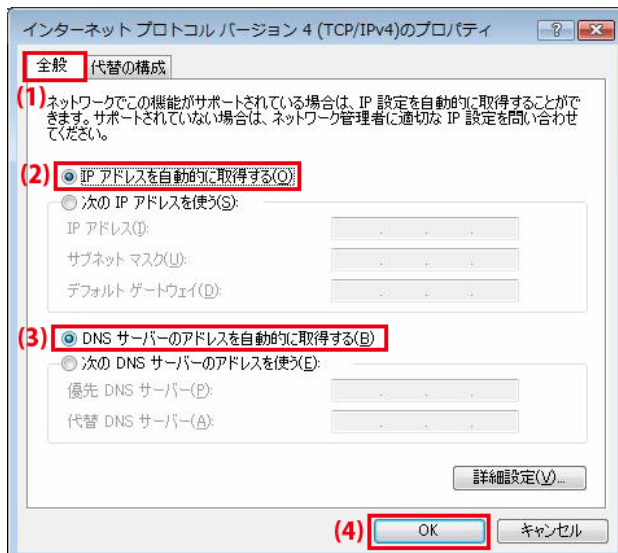 インターネット プロトコル バージョン 4 (TCP/IPv4)のプロパティ
全般 代替の構成
(1) ネットワークでこの機能がサポートされている場合は、IP 設定を自動的に取得することがで
きます。サポートされていない場合は、ネットワーク管理者に適切な IP 設定を問い合わせ
てください。
(2) IP アドレスを自動的に取得する(O)
次の IP アドレスを使う(S):
IP アドレス(I):
サブネット マスク(U):
デフォルト ゲートウェイ(D):
(3) DNS サーバーのアドレスを自動的に取得する(B)
次の DNS サーバーのアドレスを使う(E):
優先 DNS サーバー(P):
代替 DNS サーバー(A):
詳細設定(V)...
(4) OK キャンセル